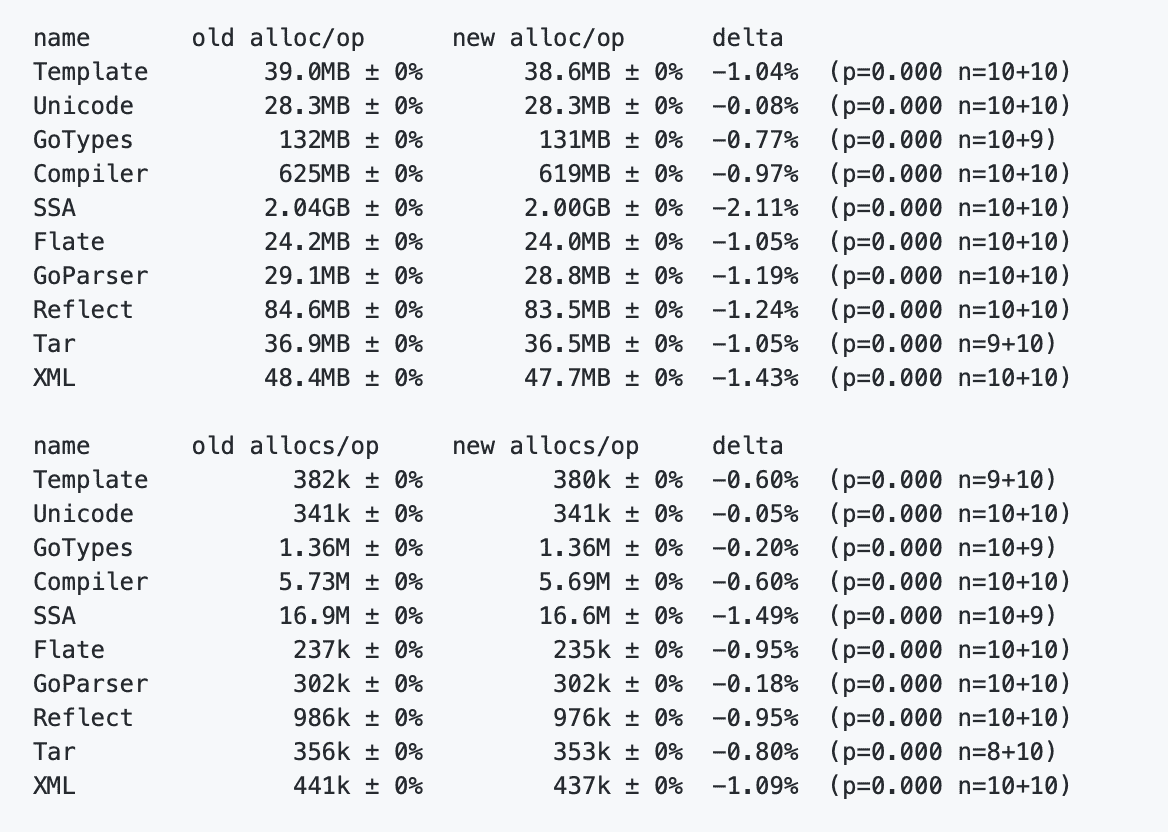 name       old alloc/op      new alloc/op      delta
Template        39.0MB ± 0%       38.6MB ± 0%  -1.04%  (p=0.000 n=10+10)
Unicode         28.3MB ± 0%       28.3MB ± 0%  -0.08%  (p=0.000 n=10+10)
GoTypes          132MB ± 0%        131MB ± 0%  -0.77%  (p=0.000 n=10+9)
Compiler         625MB ± 0%        619MB ± 0%  -0.97%  (p=0.000 n=10+10)
SSA             2.04GB ± 0%       2.00GB ± 0%  -2.11%  (p=0.000 n=10+10)
Flate           24.2MB ± 0%       24.0MB ± 0%  -1.05%  (p=0.000 n=10+10)
GoParser        29.1MB ± 0%       28.8MB ± 0%  -1.19%  (p=0.000 n=10+10)
Reflect         84.6MB ± 0%       83.5MB ± 0%  -1.24%  (p=0.000 n=10+10)
Tar             36.9MB ± 0%       36.5MB ± 0%  -1.05%  (p=0.000 n=9+10)
XML             48.4MB ± 0%       47.7MB ± 0%  -1.43%  (p=0.000 n=10+10)

name       old allocs/op     new allocs/op     delta
Template          382k ± 0%         380k ± 0%  -0.60%  (p=0.000 n=9+10)
Unicode           341k ± 0%         341k ± 0%  -0.05%  (p=0.000 n=10+10)
GoTypes          1.36M ± 0%        1.36M ± 0%  -0.20%  (p=0.000 n=10+9)
Compiler         5.73M ± 0%        5.69M ± 0%  -0.60%  (p=0.000 n=10+10)
SSA              16.9M ± 0%        16.6M ± 0%  -1.49%  (p=0.000 n=10+9)
Flate             237k ± 0%         235k ± 0%  -0.95%  (p=0.000 n=10+10)
GoParser          302k ± 0%         302k ± 0%  -0.18%  (p=0.000 n=10+10)
Reflect           986k ± 0%         976k ± 0%  -0.95%  (p=0.000 n=10+10)
Tar               356k ± 0%         353k ± 0%  -0.80%  (p=0.000 n=8+10)
XML               441k ± 0%         437k ± 0%  -1.09%  (p=0.000 n=10+10)